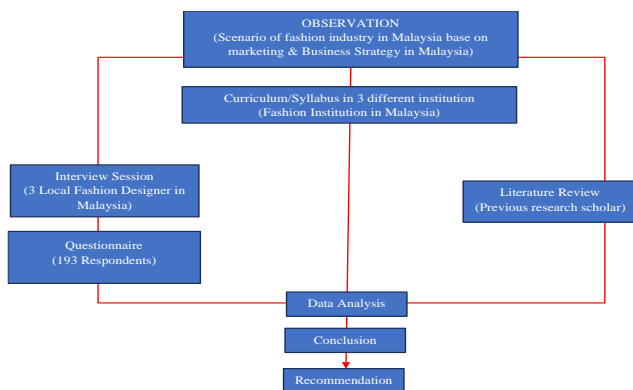 OBSERVATION
(Scenario of fashion industry in Malaysia base on
marketing & Business Strategy in Malaysia)
Curriculum/Syllabus in 3 different institution
(Fashion Institution in Malaysia)
Interview Session
(3 Local Fashion Designer in
Malaysia)
Literature Review
(Previous research scholar)
Questionnaire
(193 Respondents)
Data Analysis
Conclusion
Recommendation